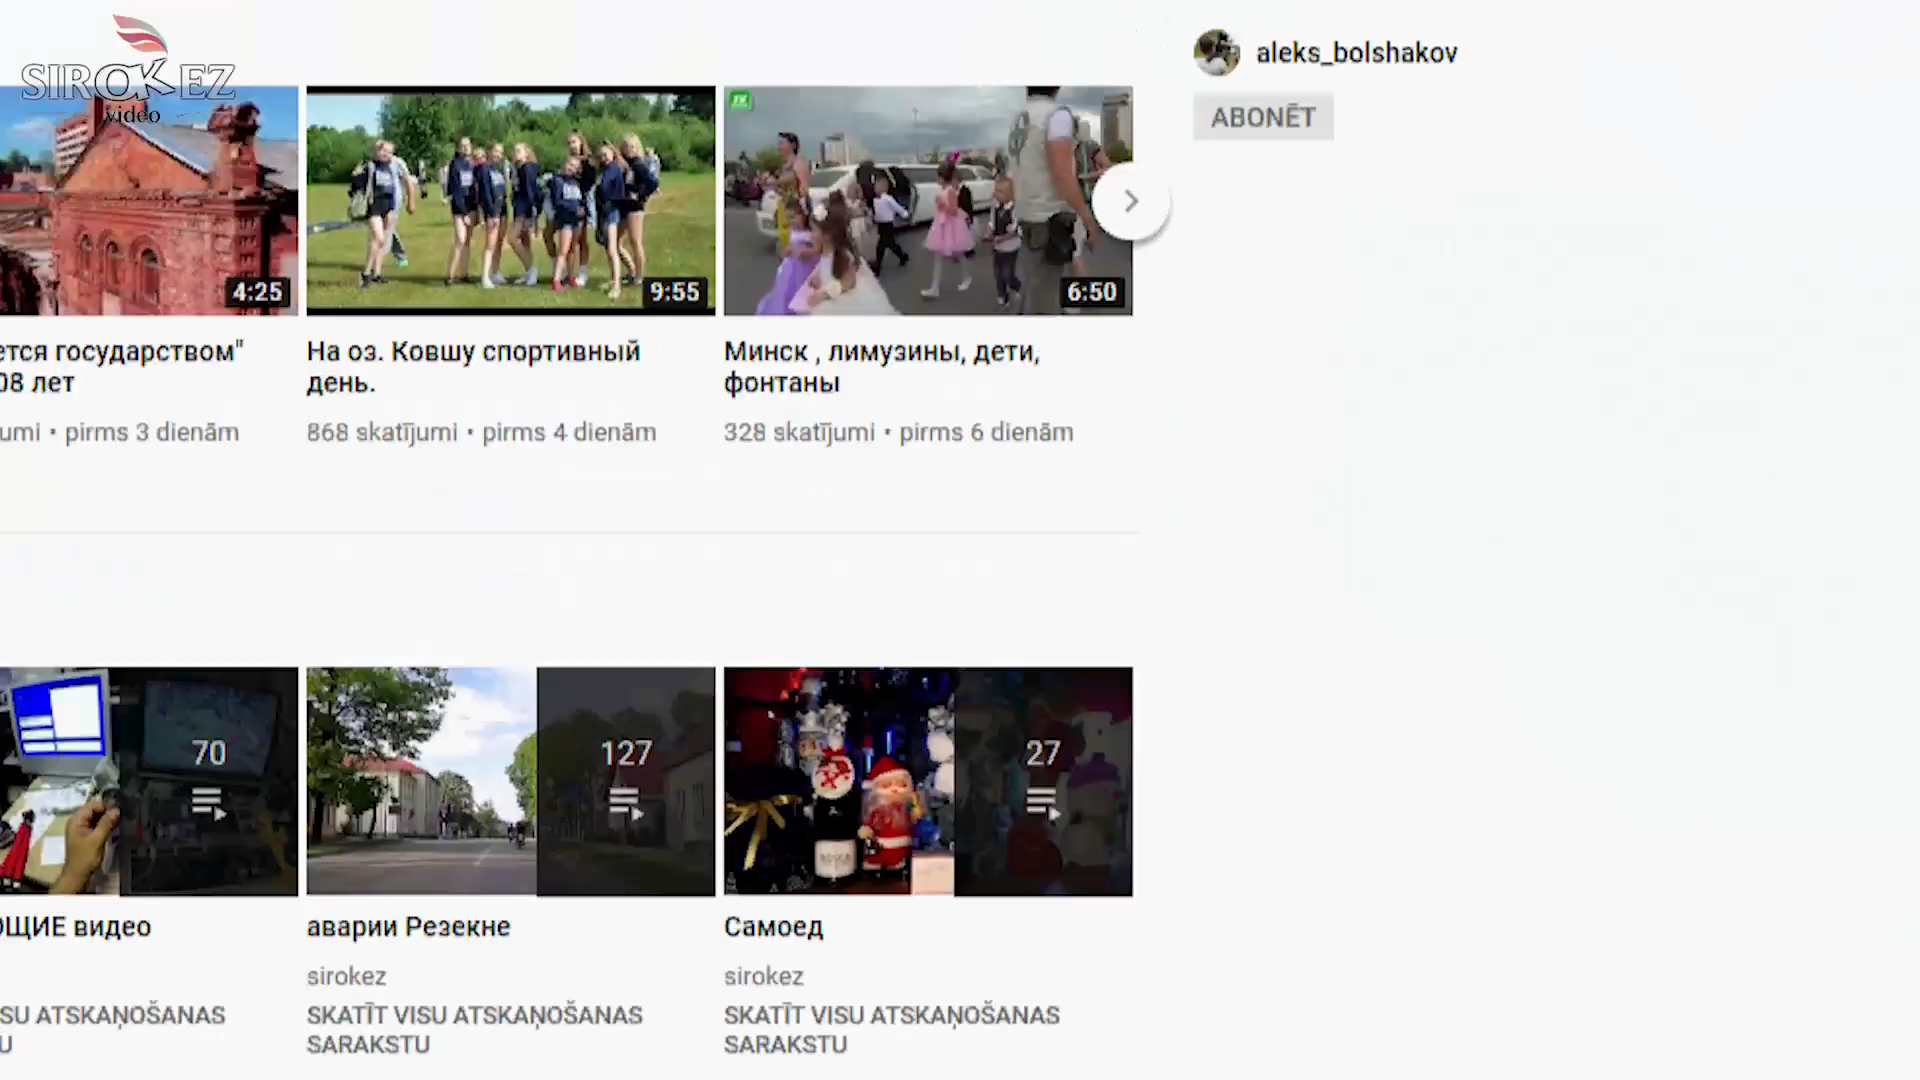 SIROKEZ
video
aleks_bolshakov
ABONĒT
4:25
9:55
6:50
ется государством"
08 лет
umi • pirms 3 dienām
На оз. Ковшу спортивный
день.
868 skatījumi • pirms 4 dienām
Минск , лимузины, дети,
фонтаны
328 skatījumi • pirms 6 dienām
70
127
27
ЮЩИЕ видео
SU ATSKAŅOŠANAS
U
аварии Резекне
sirokez
SKATĪT VISU ATSKAŅOŠANAS
SARAKSTU
Самоед
sirokez
SKATĪT VISU ATSKAŅOŠANAS
SARAKSTU